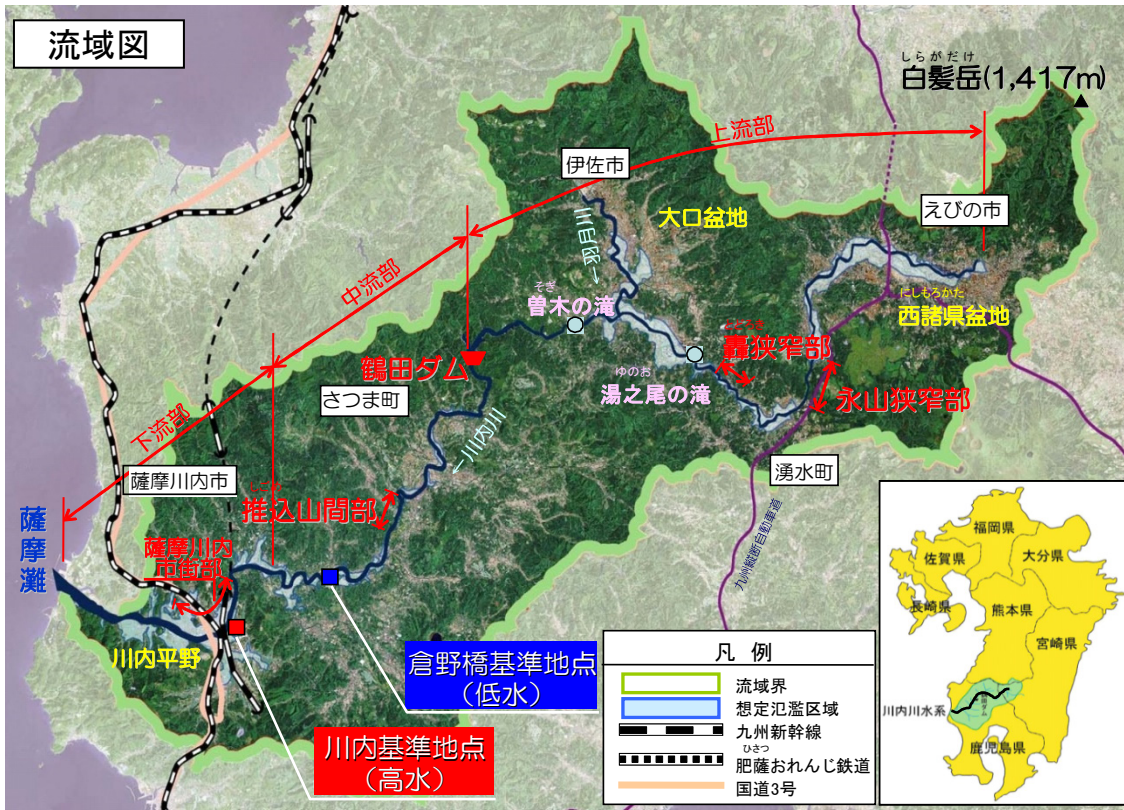 流域図
しらがだけ
白髪岳(1,417m)
上流部
伊佐市
大口盆地
えびの市
羽月川→
中流部
そぎ
曽木の滝
にしもろかた
西諸県盆地
とどろき
轟狭窄部
鶴田ダム
ゆのお
湯之尾の滝
永山狭窄部
さつま町
下流部
←川内川
湧水町
薩摩川内市
推込山間部
薩摩灘
薩摩川内
市街部
九州縦断自動車道
川内平野
倉野橋基準地点
(低水)
川内基準地点
(高水)
凡 例
流域界
想定氾濫区域
九州新幹線
ひさつ
肥薩おれんじ鉄道
国道3号
福岡県
佐賀県
大分県
長崎県
熊本県
宮崎県
川内川水系
鶴田ダム
鹿児島県